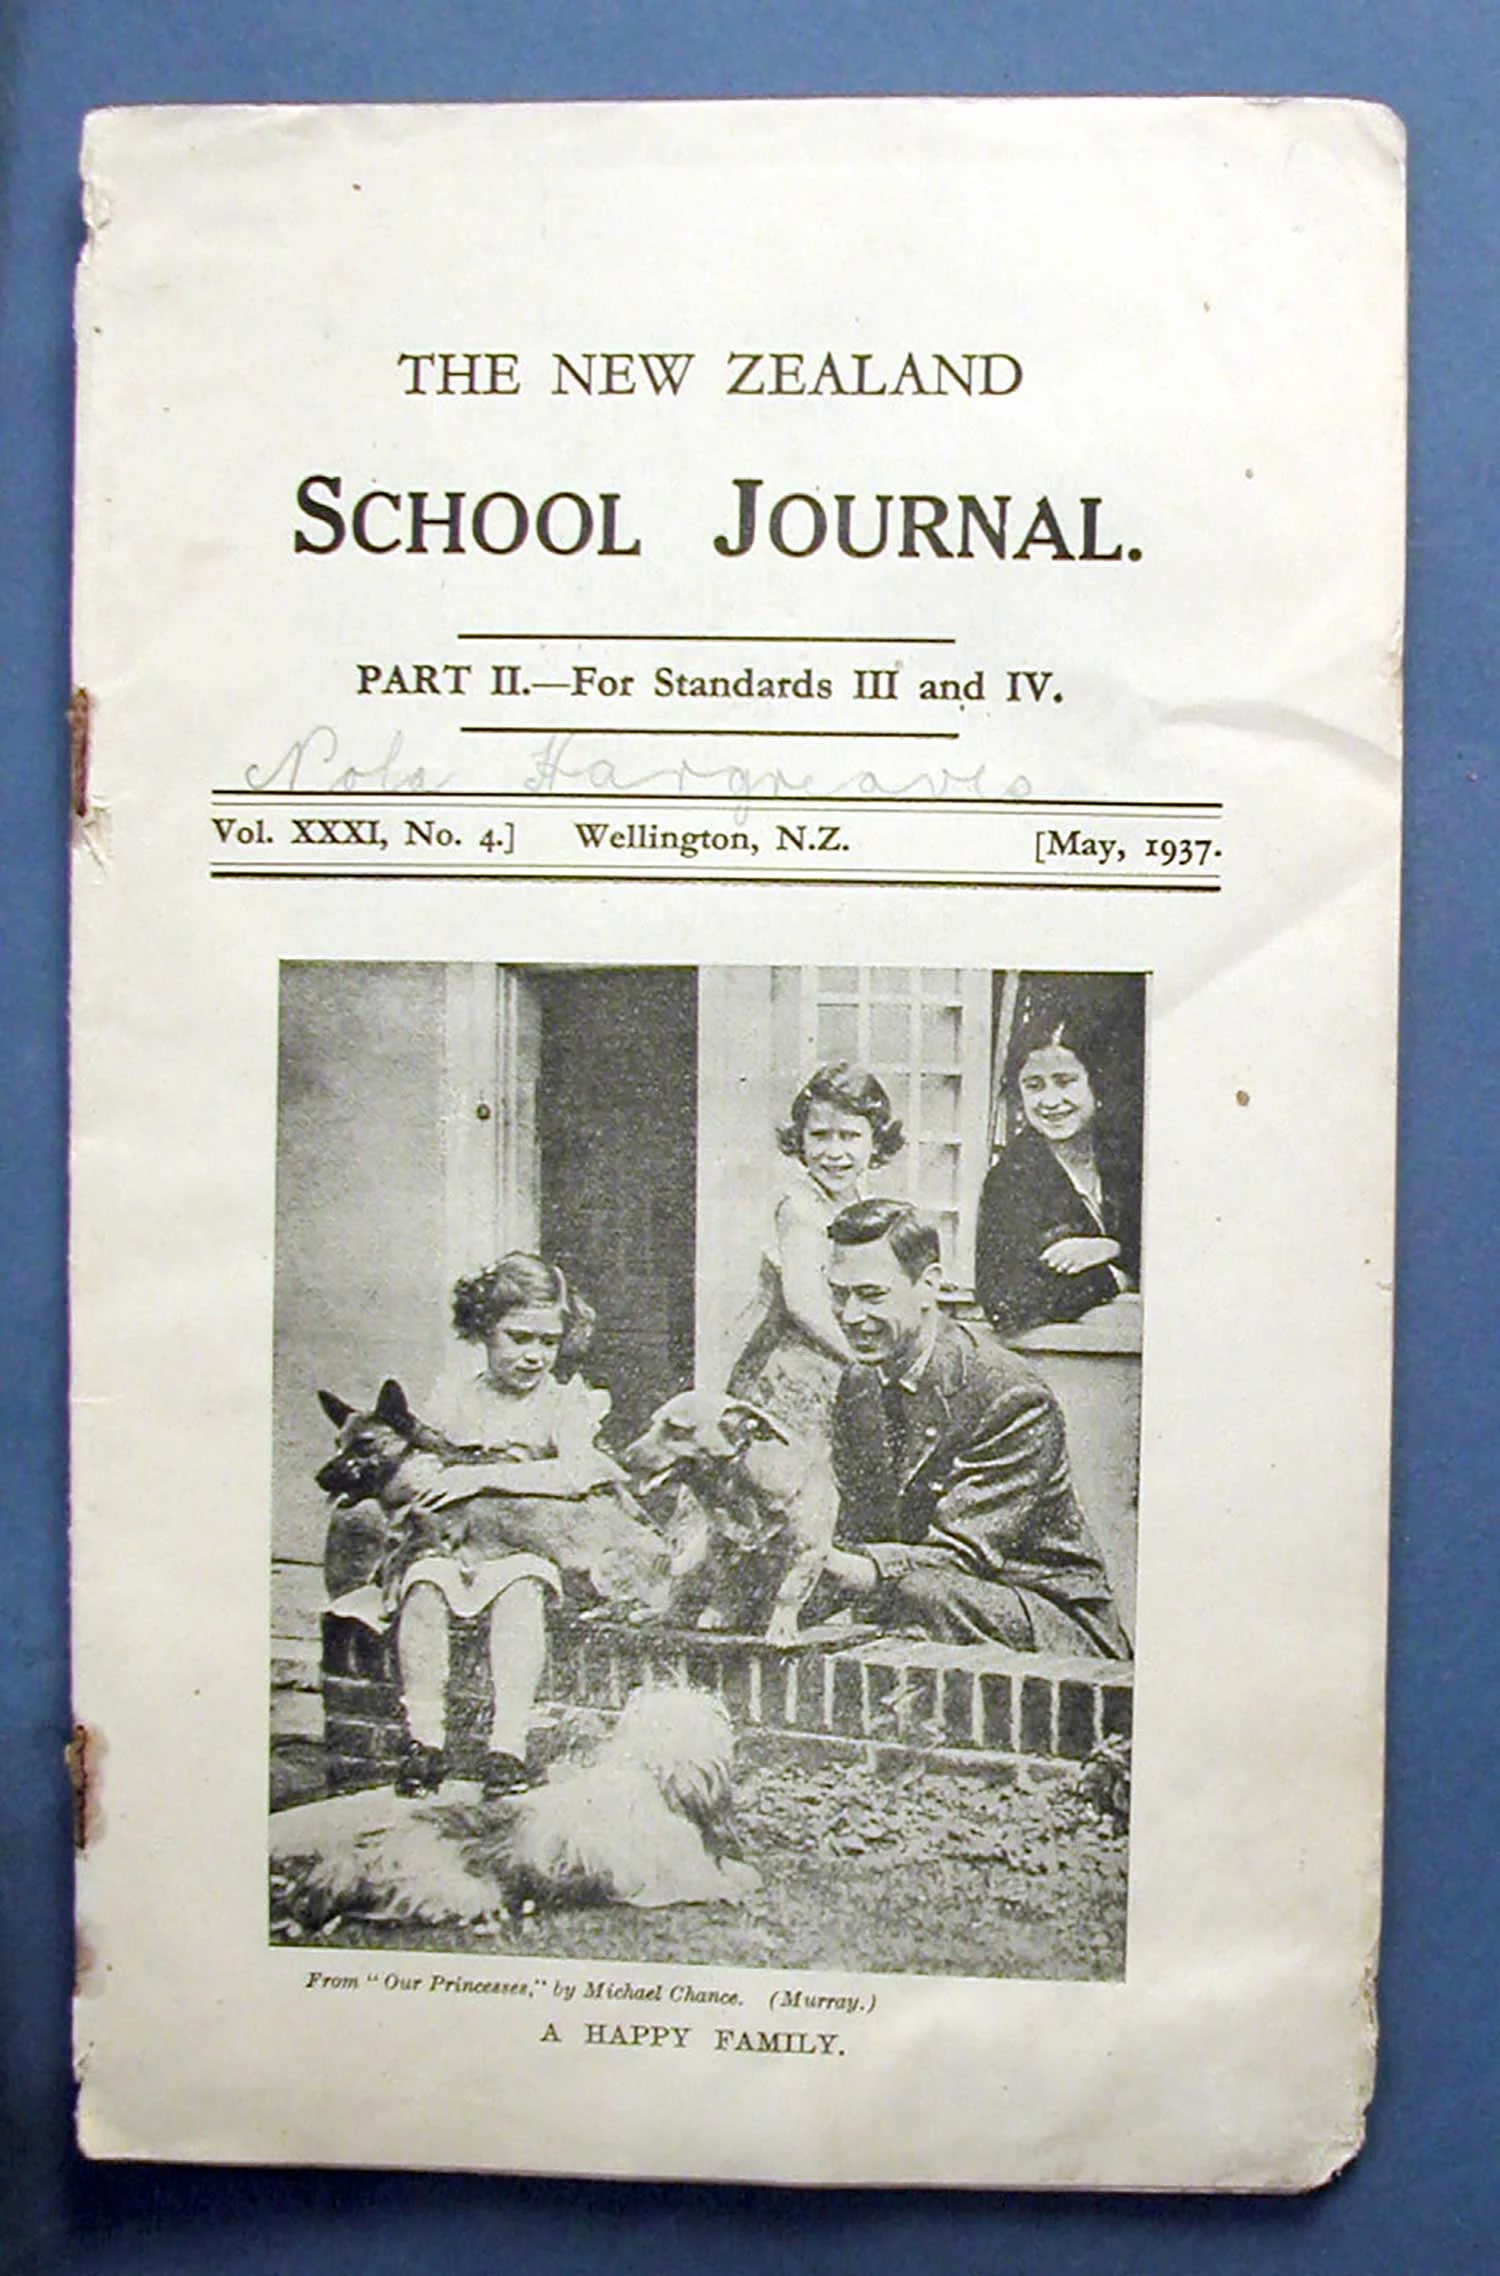 THE NEW ZEALAND
SCHOOL JOURNAL.
PART II.—For Standards III and IV.
Nola Hargreaves
Vol. XXXI, No. 4.] Wellington, N.Z. [May, 1937.
From "Our Princesses," by Michael Chance. (Murray.)
A HAPPY FAMILY.